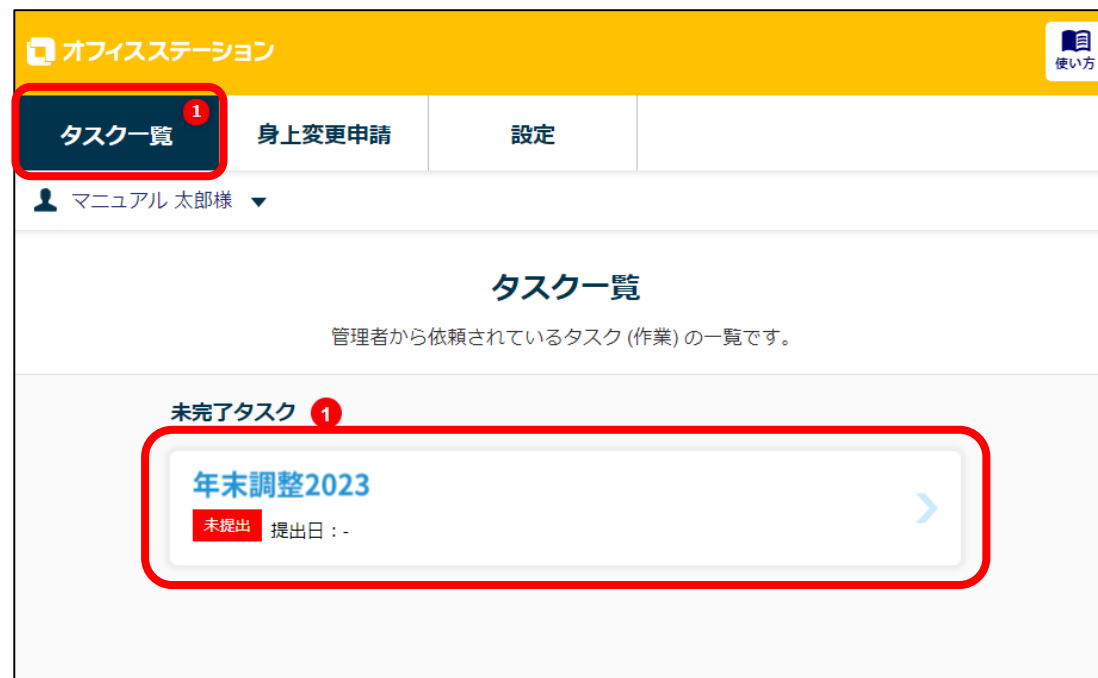 オフィスステーション
使い方
タスク一覧 1
身上変更申請
設定
マニュアル 太郎様
タスク一覧
管理者から依頼されているタスク (作業) の一覧です。
未完了タスク 1
年末調整2023
未提出 提出日：-